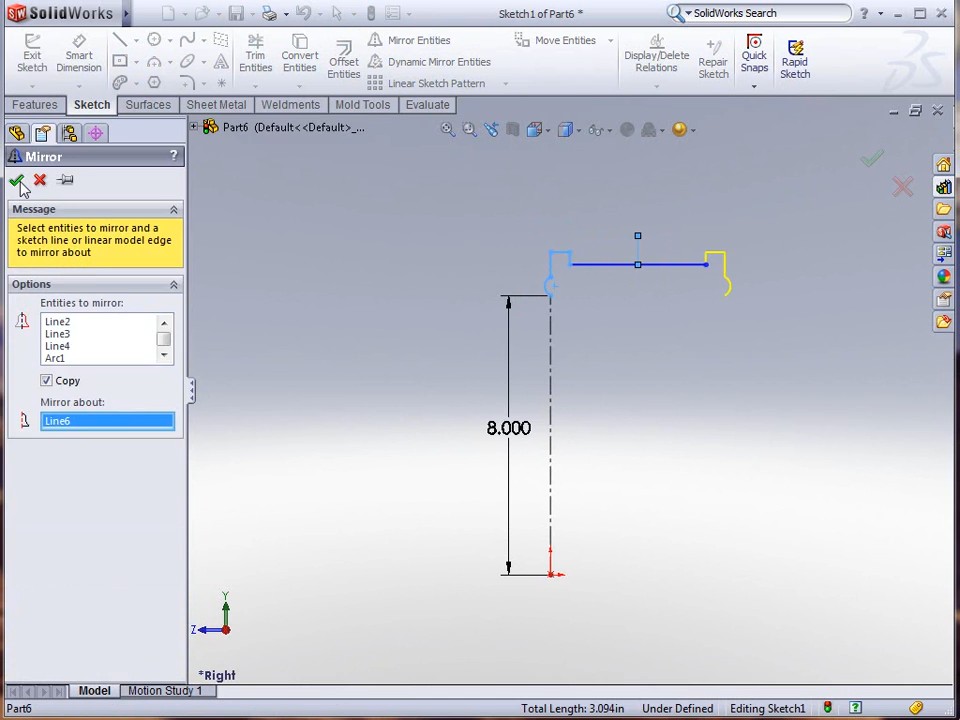 SolidWorks
Sketch1 of Part6 *
SolidWorks Search
Exit Sketch
Smart Dimension
Trim Entities
Convert Entities
Offset Entities
Mirror Entities
Dynamic Mirror Entities
Linear Sketch Pattern
Move Entities
Display/Delete Relations
Repair Sketch
Quick Snaps
Rapid Sketch
Features
Sketch
Surfaces
Sheet Metal
Weldments
Mold Tools
Evaluate
Part6 (Default<<Default>_...
Mirror
?
Message
Select entities to mirror and a
sketch line or linear model edge
to mirror about
Options
Entities to mirror:
Line2
Line3
Line4
Arc1
Copy
Mirror about:
Line6
8.000
Y
Z
*Right
Model
Motion Study 1
Part6
Total Length: 3.094in
Under Defined
Editing Sketch1
?